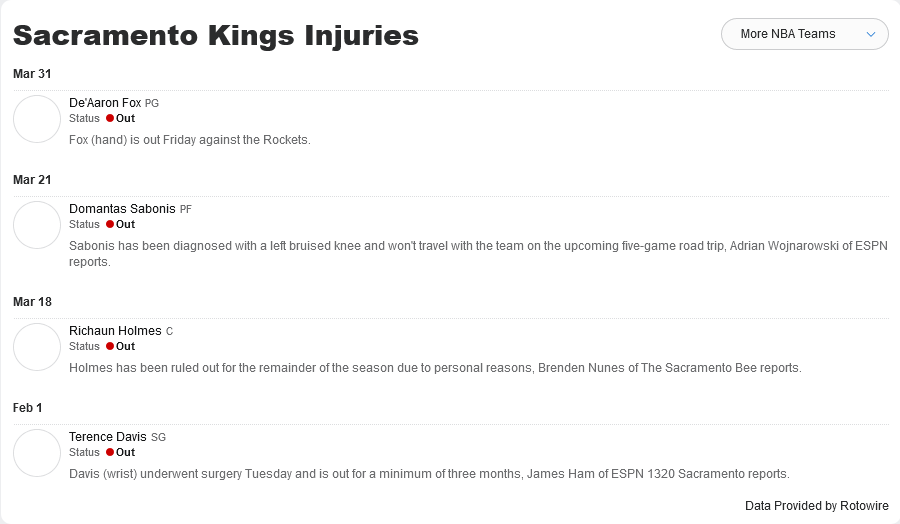 Sacramento Kings Injuries
More NBA Teams
Mar 31
De'Aaron Fox PG
Status Out
Fox (hand) is out Friday against the Rockets.
Mar 21
Domantas Sabonis PF
Status Out
Sabonis has been diagnosed with a left bruised knee and won't travel with the team on the upcoming five-game road trip, Adrian Wojnarowski of ESPN
reports.
Mar 18
Richaun Holmes C
Status Out
Holmes has been ruled out for the remainder of the season due to personal reasons, Brenden Nunes of The Sacramento Bee reports.
Feb 1
Terence Davis SG
Status Out
Davis (wrist) underwent surgery Tuesday and is out for a minimum of three months, James Ham of ESPN 1320 Sacramento reports.
Data Provided by Rotowire